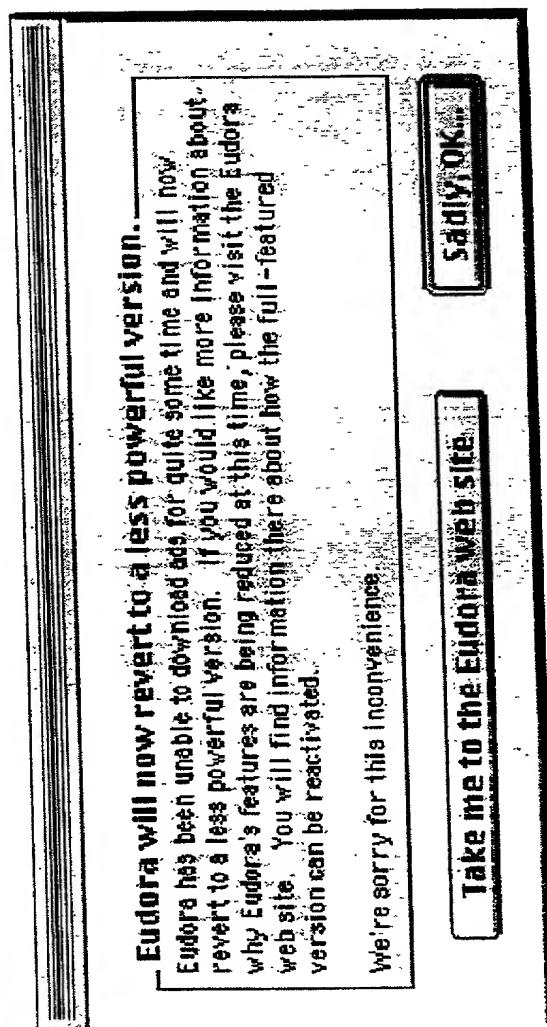 Eudora will now revert to a less powerful version.
Eudora has been unable to download ads for quite some time and will now
revert to a less powerful version. If you would like more information about
why Eudora's features are being reduced at this time, please visit the Eudora
web site. You will find information there about how the full-featured
version can be reactivated.
We're sorry for this inconvenience.
Take me to the Eudora web site
Sadly, OK...